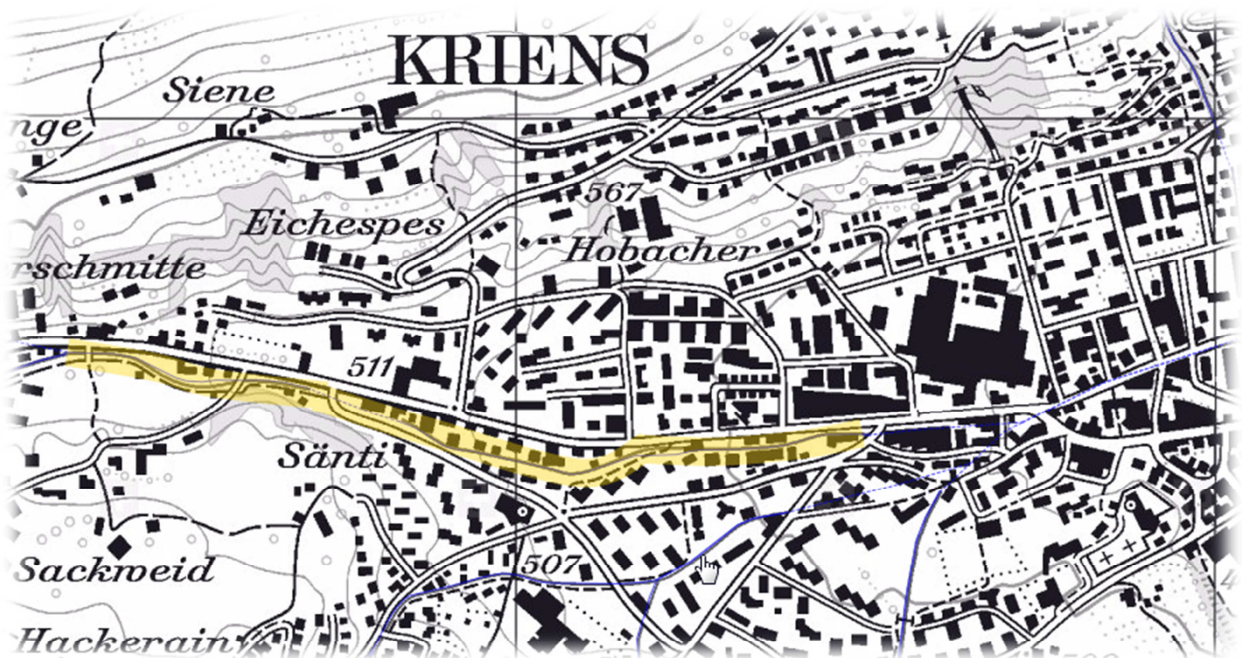 KRIENS
Siene
nge
567
Eichespes
Hobacher
rschmitte
511
Sänti
507
Sackweid
Hackerain